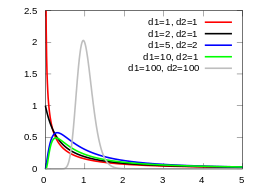 2.5
d1=1, d2=1
d1=2, d2=1
2
d1=5, d2=2
d1=10, d2=1
d1=100, d2=100
1.5
1
0.5
0
0 1 2 3 4 5